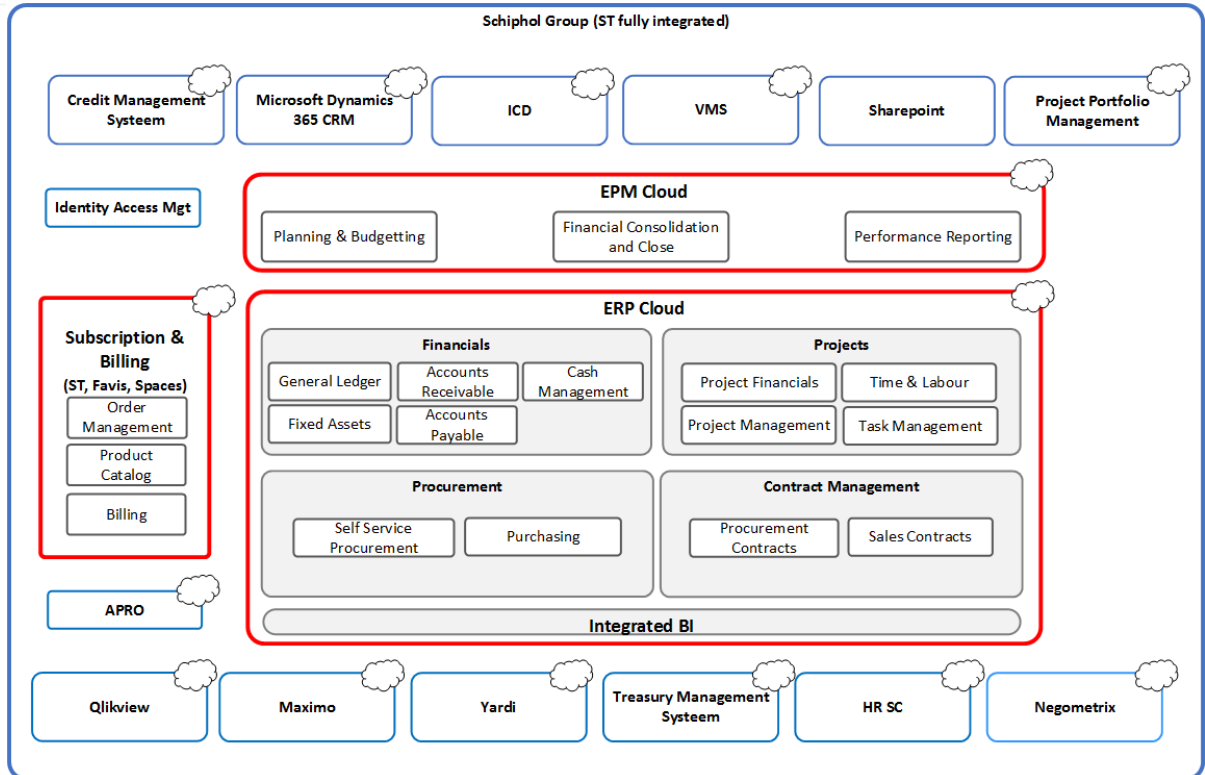 Schiphol Group (ST fully integrated)
Credit Management
Systeem
Microsoft Dynamics
365 CRM
ICD
VMS
Sharepoint
Project Portfolio
Management
Identity Access Mgt
EPM Cloud
Planning & Budgetting
Financial Consolidation
and Close
Performance Reporting
Subscription &
Billing
(ST, Favis, Spaces)
Order
Management
Product
Catalog
Billing
ERP Cloud
Financials
General Ledger
Accounts
Receivable
Cash
Management
Fixed Assets
Accounts
Payable
Projects
Project Financials
Time & Labour
Project Management
Task Management
Procurement
Self Service
Procurement
Purchasing
Contract Management
Procurement
Contracts
Sales Contracts
Integrated BI
APRO
Qlikview
Maximo
Yardi
Treasury Management
Systeem
HR SC
Negometrix